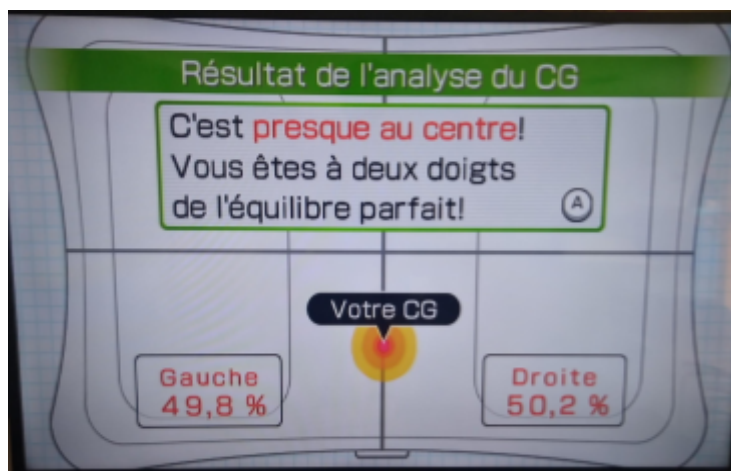 Résultat de l'analyse du CG
C'est presque au centre!
Vous êtes à deux doigts
de l'équilibre parfait!
A
Votre CG
Gauche
49,8 %
Droite
50,2 %